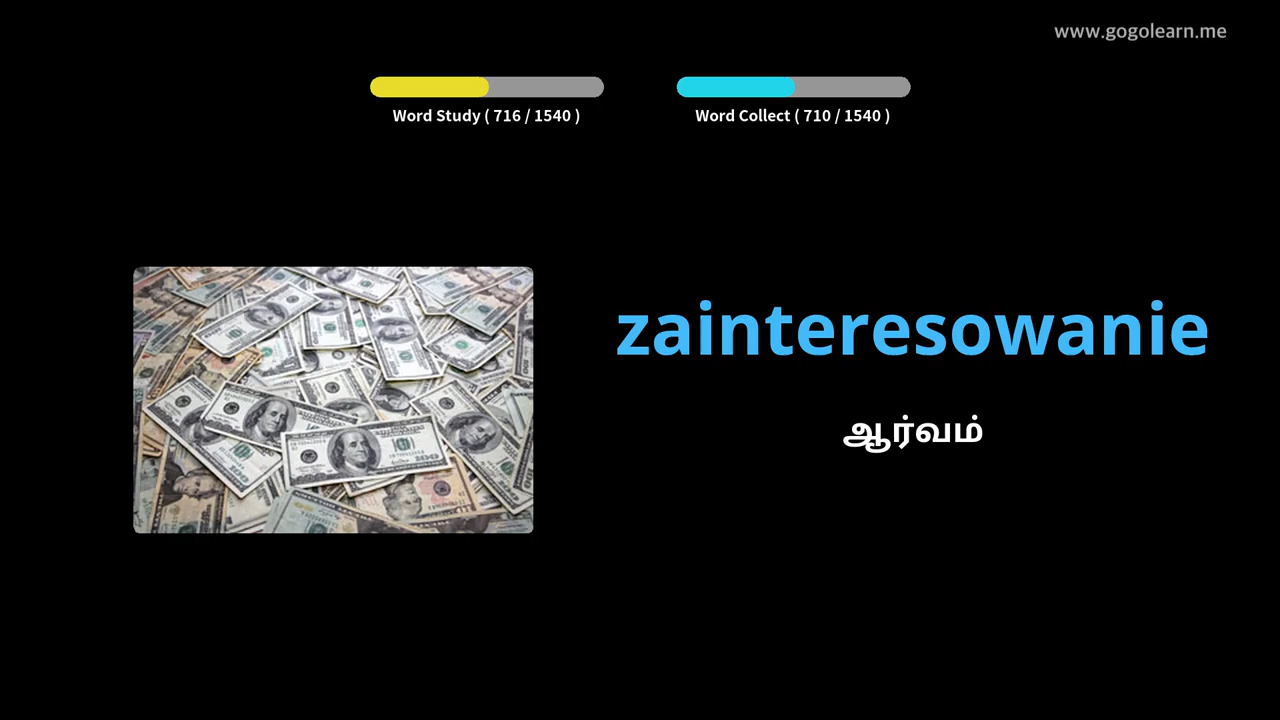 www.gogolearn.me
Word Study ( 716 / 1540 )
Word Collect ( 710 / 1540 )
zainteresowanie
ஆர்வம்